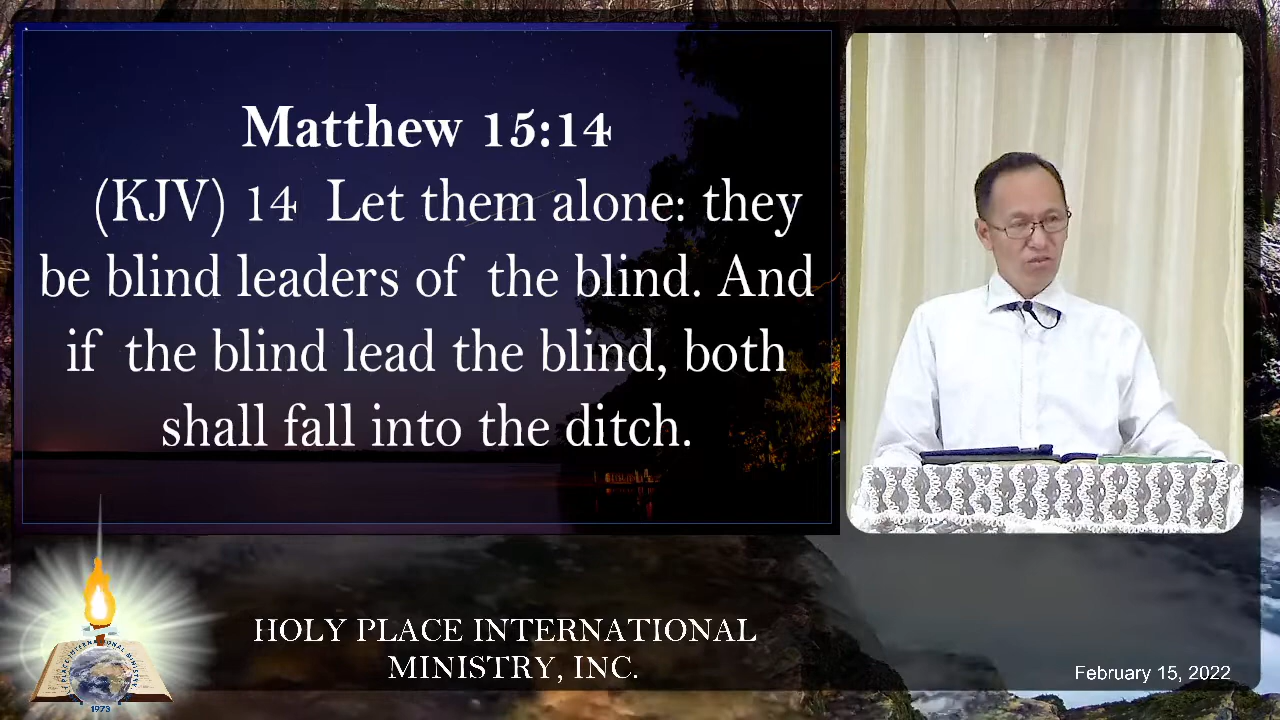 Matthew 15:14
(KJV) 14  Let them alone: they
be blind leaders of  the blind. And
if  the blind lead the blind, both
shall fall into the ditch.
HOLY PLACE INTERNATIONAL
MINISTRY, INC.
February 15, 2022
1973